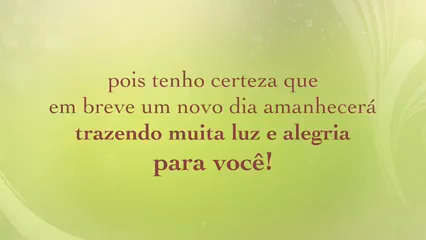 pois tenho certeza que
em breve um novo dia amanhecerá
trazendo muita luz e alegria
para você!